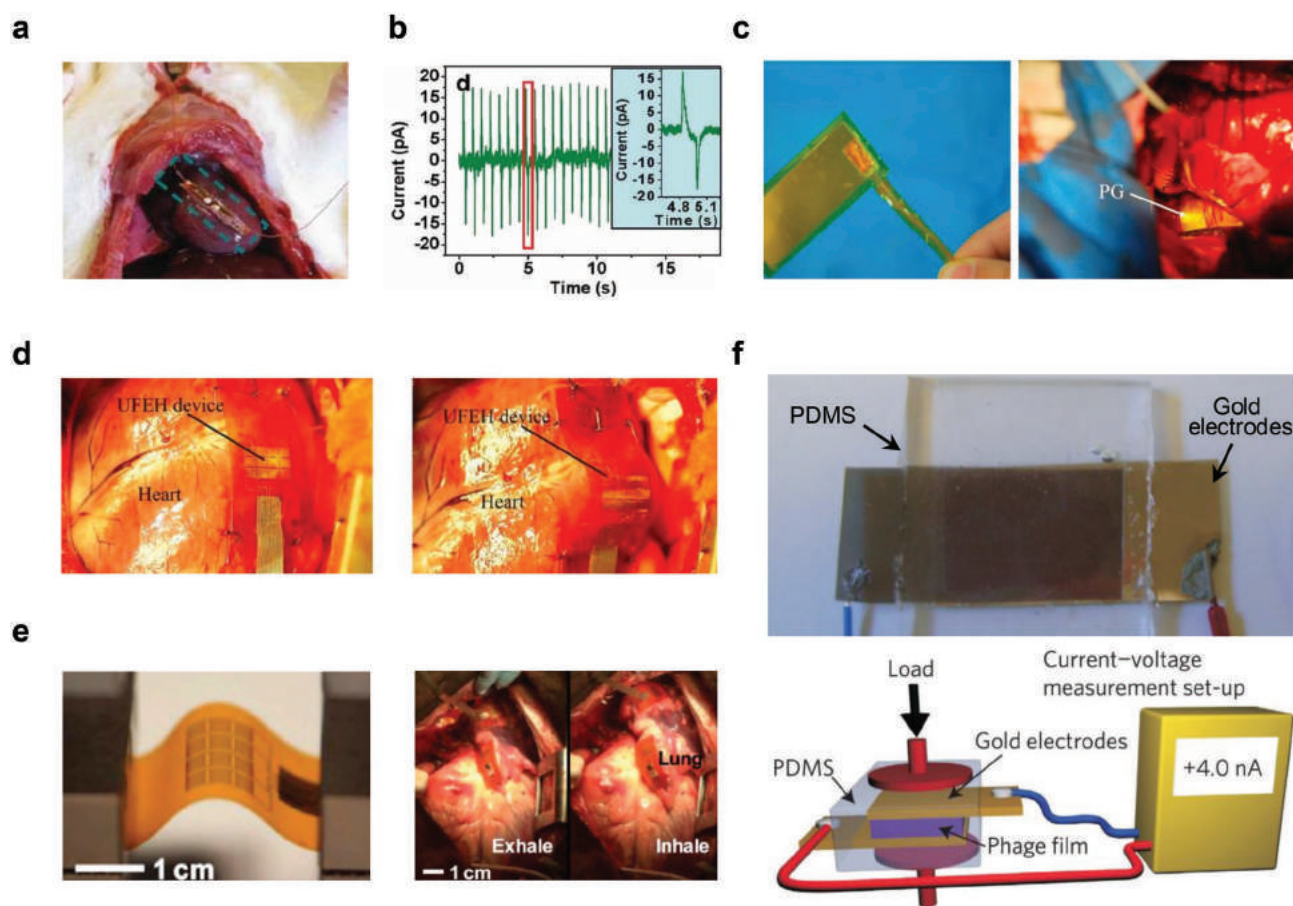 a
b
20
15
10
5
0
-5
-10
-15
-20
Current (pA)
d
0
5
10
15
Time (s)
15
10
5
0
-5
-10
-15
-20
Current (pA)
4.8 5.1
Time (s)
c
PG
d
UFEH device
Heart
UFEH device
Heart
e
1 cm
Exhale
1 cm
Lung
Inhale
f
PDMS
Gold
electrodes
Load
Current–voltage
measurement set-up
Gold electrodes
PDMS
+4.0 nA
Phage film